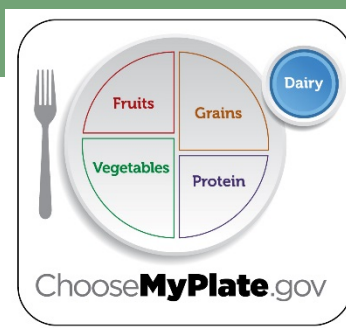 Fruits
Grains
Dairy
Vegetables
Protein
ChooseMyPlate.gov